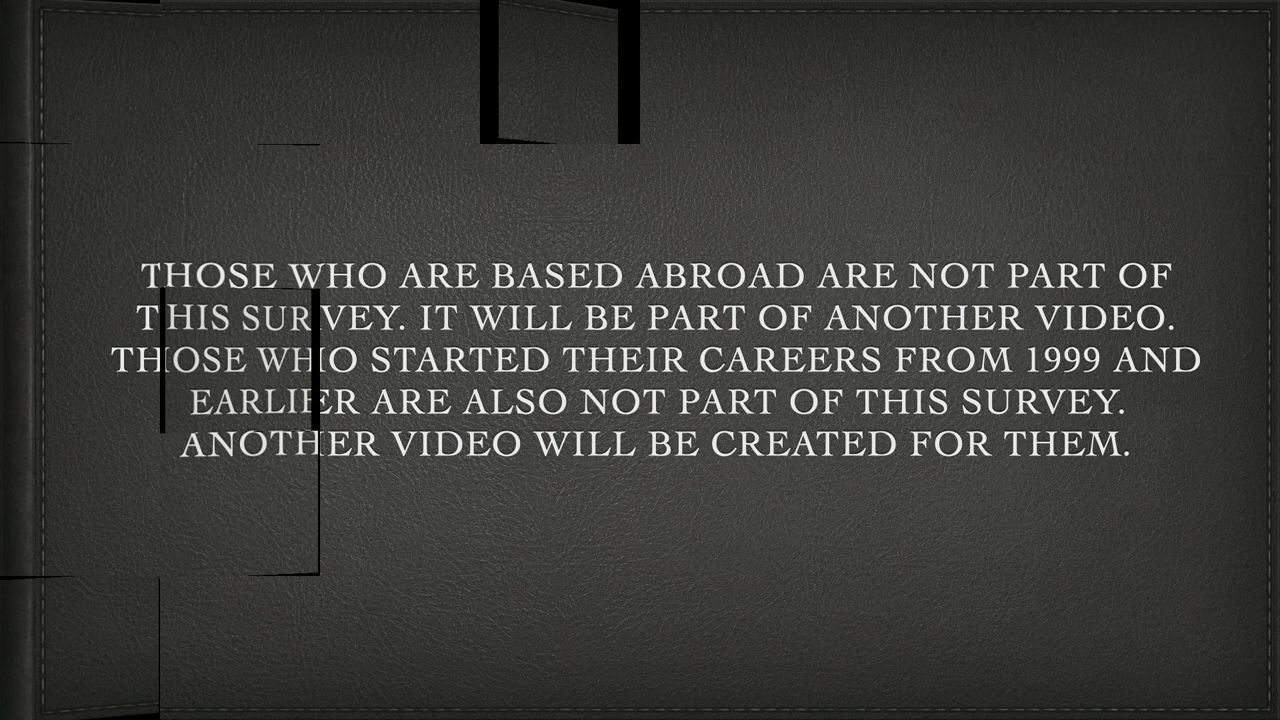 THOSE WHO ARE BASED ABROAD ARE NOT PART OF
THIS SURVEY. IT WILL BE PART OF ANOTHER VIDEO.
THOSE WHO STARTED THEIR CAREERS FROM 1999 AND
EARLIER ARE ALSO NOT PART OF THIS SURVEY.
ANOTHER VIDEO WILL BE CREATED FOR THEM.